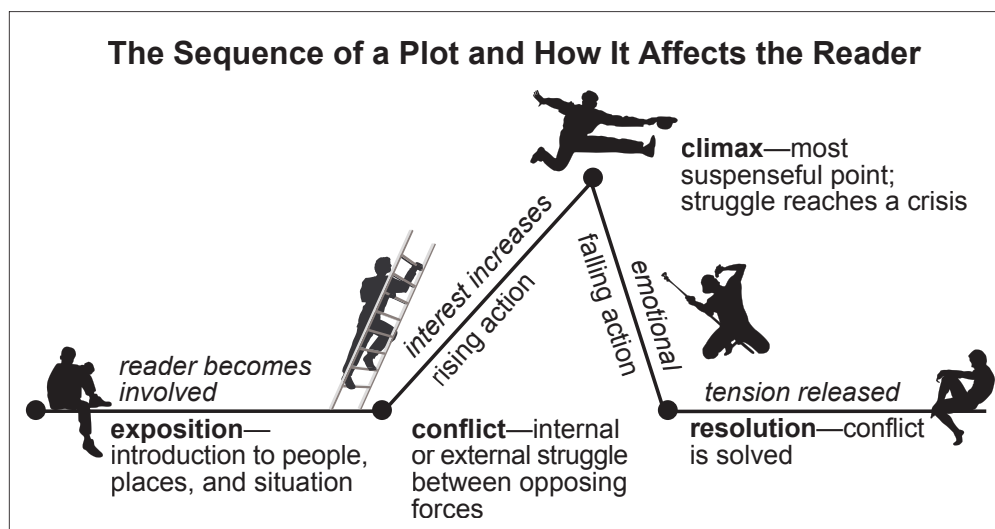 The Sequence of a Plot and How It Affects the Reader
climax—most
suspenseful point;
struggle reaches a crisis
interest increases
rising action
falling action
emotional
reader becomes
involved
tension released
exposition—
introduction to people,
places, and situation
conflict—internal
or external struggle
between opposing
forces
resolution—conflict
is solved